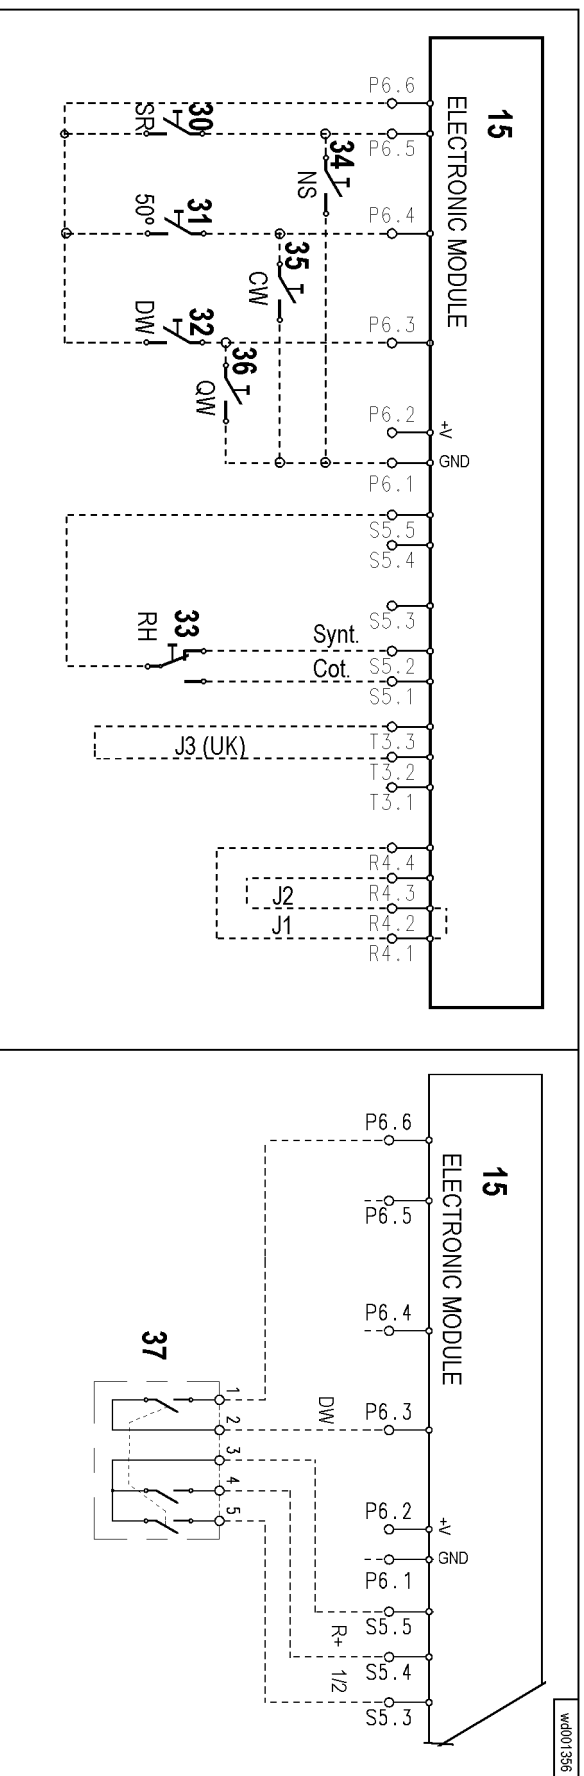 15
ELECTRONIC MODULE
P6.6
SR
30
P6.5
34
NS
50°
31
P6.4
35
CW
DW
32
P6.3
36
QW
P6.2
+V
GND
P6.1
S5.5
S5.4
33
RH
S5.3
Synt.
S5.2
Cot.
S5.1
J3 (UK)
T3.3
T3.2
T3.1
R4.4
J2
R4.3
J1
R4.2
R4.1
15
ELECTRONIC MODULE
P6.6
P6.5
P6.4
37
1
DW
P6.3
2
3
4
5
P6.2
+V
GND
P6.1
S5.5
R+
S5.4
1/2
S5.3
wd001356